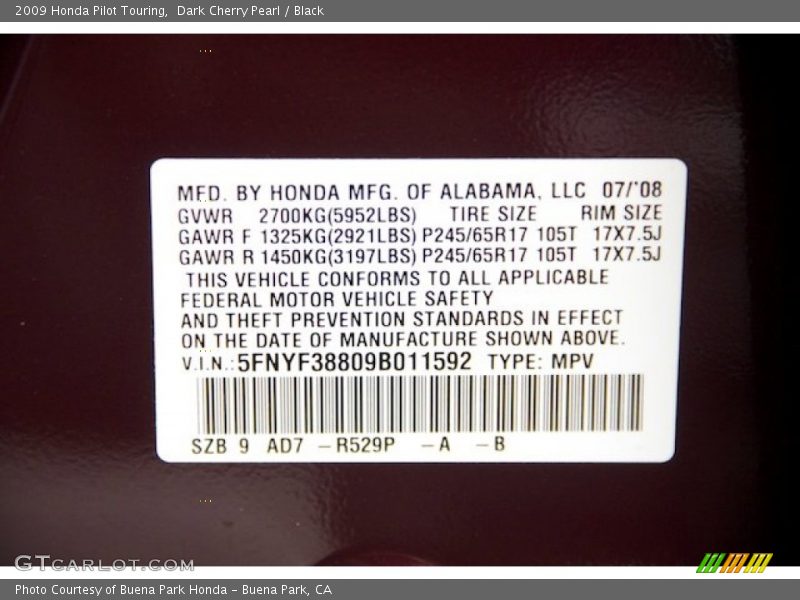 2009 Honda Pilot Touring,  Dark Cherry Pearl / Black
MFD. BY HONDA MFG. OF ALABAMA, LLC 07/'08
GVWR 2700KG(5952LBS) TIRE SIZE RIM SIZE
GAWR F 1325KG(2921LBS) P245/65R17 105T 17X7.5J
GAWR R 1450KG(3197LBS) P245/65R17 105T 17X7.5J
THIS VEHICLE CONFORMS TO ALL APPLICABLE
FEDERAL MOTOR VEHICLE SAFETY
AND THEFT PREVENTION STANDARDS IN EFFECT
ON THE DATE OF MANUFACTURE SHOWN ABOVE.
V.I.N.: 5FNYF38809B011592 TYPE: MPV
SZB 9 AD7 –R529P –A –B
GTCARLOT.COM
Photo Courtesy of Buena Park Honda - Buena Park, CA